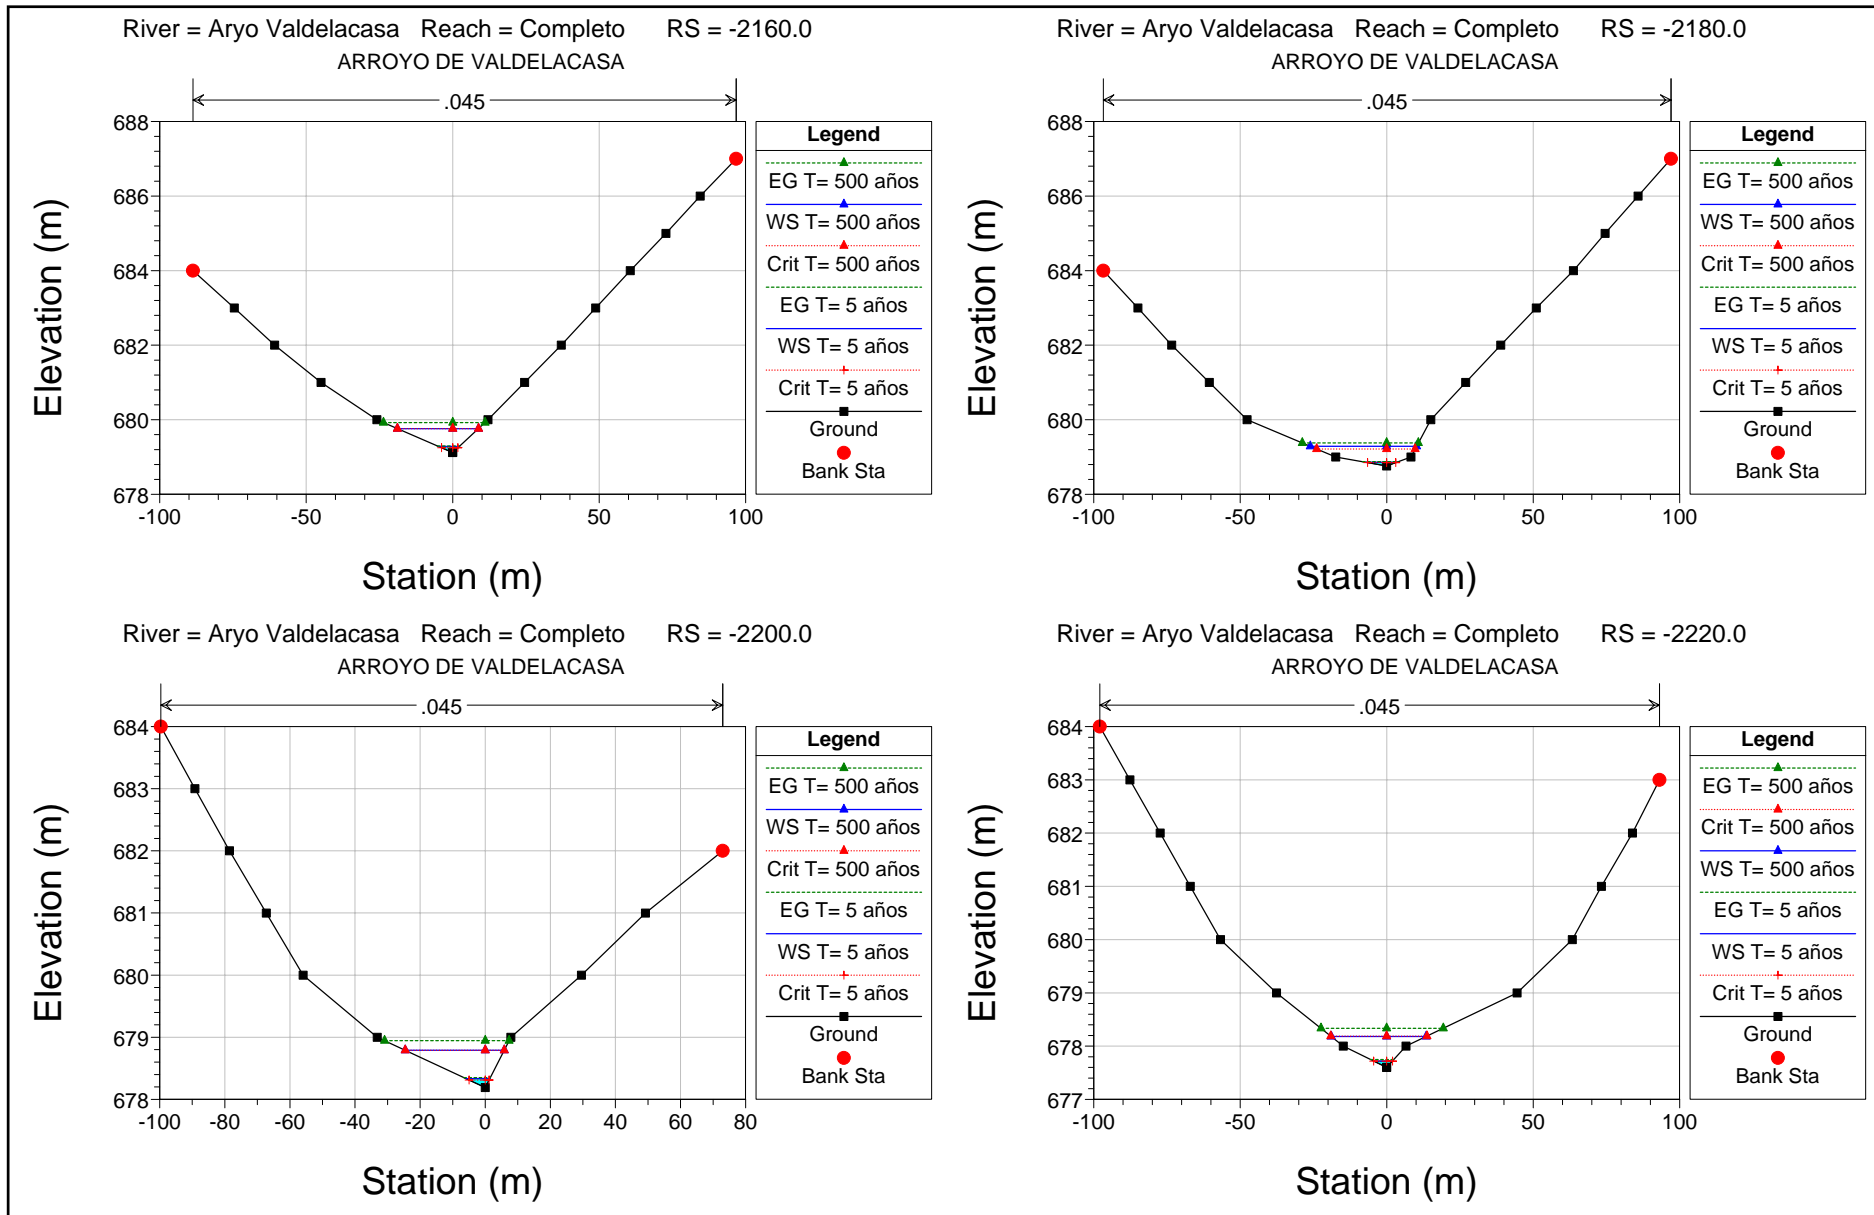 River = Aryo Valdelacasa Reach = Completo RS = -2160.0
ARROYO DE VALDELACASA
.045
688
686
684
682
680
678
-100
-50
0
50
100
Elevation (m)
Station (m)
Legend
EG T= 500 años
WS T= 500 años
Crit T= 500 años
EG T= 5 años
WS T= 5 años
Crit T= 5 años
Ground
Bank Sta
River = Aryo Valdelacasa Reach = Completo RS = -2180.0
ARROYO DE VALDELACASA
.045
688
686
684
682
680
678
-100
-50
0
50
100
Elevation (m)
Station (m)
Legend
EG T= 500 años
WS T= 500 años
Crit T= 500 años
EG T= 5 años
WS T= 5 años
Crit T= 5 años
Ground
Bank Sta
River = Aryo Valdelacasa Reach = Completo RS = -2200.0
ARROYO DE VALDELACASA
.045
684
683
682
681
680
679
678
-100
-80
-60
-40
-20
0
20
40
60
80
Elevation (m)
Station (m)
Legend
EG T= 500 años
WS T= 500 años
Crit T= 500 años
EG T= 5 años
WS T= 5 años
Crit T= 5 años
Ground
Bank Sta
River = Aryo Valdelacasa Reach = Completo RS = -2220.0
ARROYO DE VALDELACASA
.045
684
683
682
681
680
679
678
677
-100
-50
0
50
100
Elevation (m)
Station (m)
Legend
EG T= 500 años
Crit T= 500 años
WS T= 500 años
EG T= 5 años
WS T= 5 años
Crit T= 5 años
Ground
Bank Sta